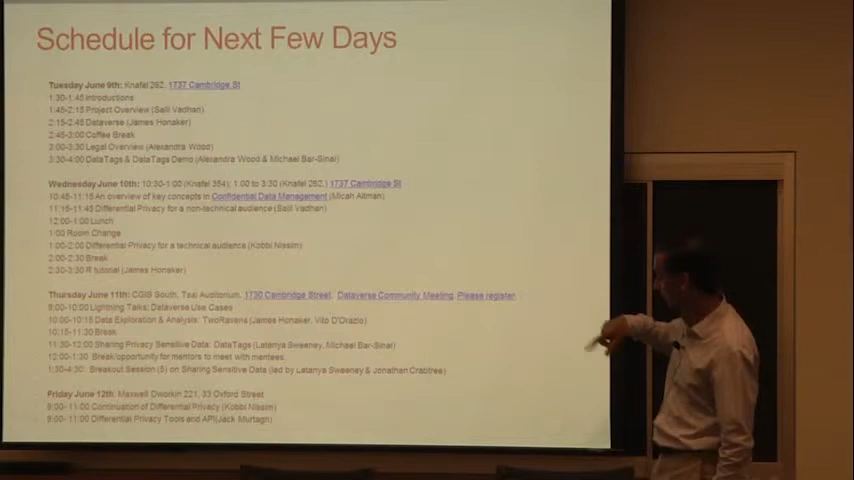 Schedule for Next Few Days
Tuesday June 9th: Knafel 262, 1737 Cambridge St
1:30-1:45 Introductions
1:45-2:15 Project Overview (Salil Vadhan)
2:15-2:45 Dataverse (James Honaker)
2:45-3:00 Coffee Break
3:00-3:30 Legal Overview (Alexandra Wood)
3:30-4:00 DataTags & DataTags Demo (Alexandra Wood & Michael Bar-Sinai)
Wednesday June 10th: 10:30-1:00 (Knafel 354); 1:00 to 3:30 (Knafel 262,) 1737 Cambridge St
10:45-11:15 An overview of key concepts in Confidential Data Management (Micah Altman)
11:15-11:45 Differential Privacy for a non-technical audience (Salil Vadhan)
12:00-1:00 Lunch
1:00 Room Change
1:00-2:00 Differential Privacy for a technical audience (Kobbi Nissim)
2:00-2:30 Break
2:30-3:30 R tutorial (James Honaker)
Thursday June 11th: CGIS South, Tsai Auditorium, 1730 Cambridge Street, Dataverse Community Meeting, Please register
9:00-10:00 Lightning Talks: Dataverse Use Cases
10:00-10:15 Data Exploration & Analysis: TwoRavens (James Honaker, Vito D'Orazio)
10:15-11:30 Break
11:30-12:00 Sharing Privacy Sensitive Data: DataTags (Latanya Sweeney, Michael Bar-Sinai)
12:00-1:30 Break/opportunity for mentors to meet with mentees
1:30-4:30 Breakout Session (5) on Sharing Sensitive Data (led by Latanya Sweeney & Jonathan Crabtree)
Friday June 12th: Maxwell Dworkin 221, 33 Oxford Street
9:00-11:00 Continuation of Differential Privacy (Kobbi Nissim)
9:00-11:00 Differential Privacy Tools and API (Jack Murtagh)